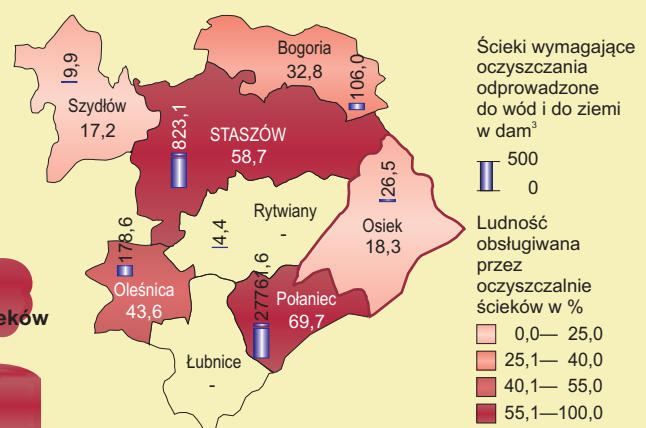 9,9
Szydłów
17,2
Bogoria
32,8
106,0
823,1
STASZÓW
58,7
26,5
Osiek
18,3
Rytwiany
-
4,4
178,6
Oleśnica
43,6
27761,6
Połaniec
69,7
Łubnice
-
eków
Ścieki wymagające
oczyszczania
odprowadzone
do wód i do ziemi
w dam³
500
0
Ludność
obsługiwana
przez
oczyszczalnie
ścieków w %
0,0— 25,0
25,1— 40,0
40,1— 55,0
55,1—100,0